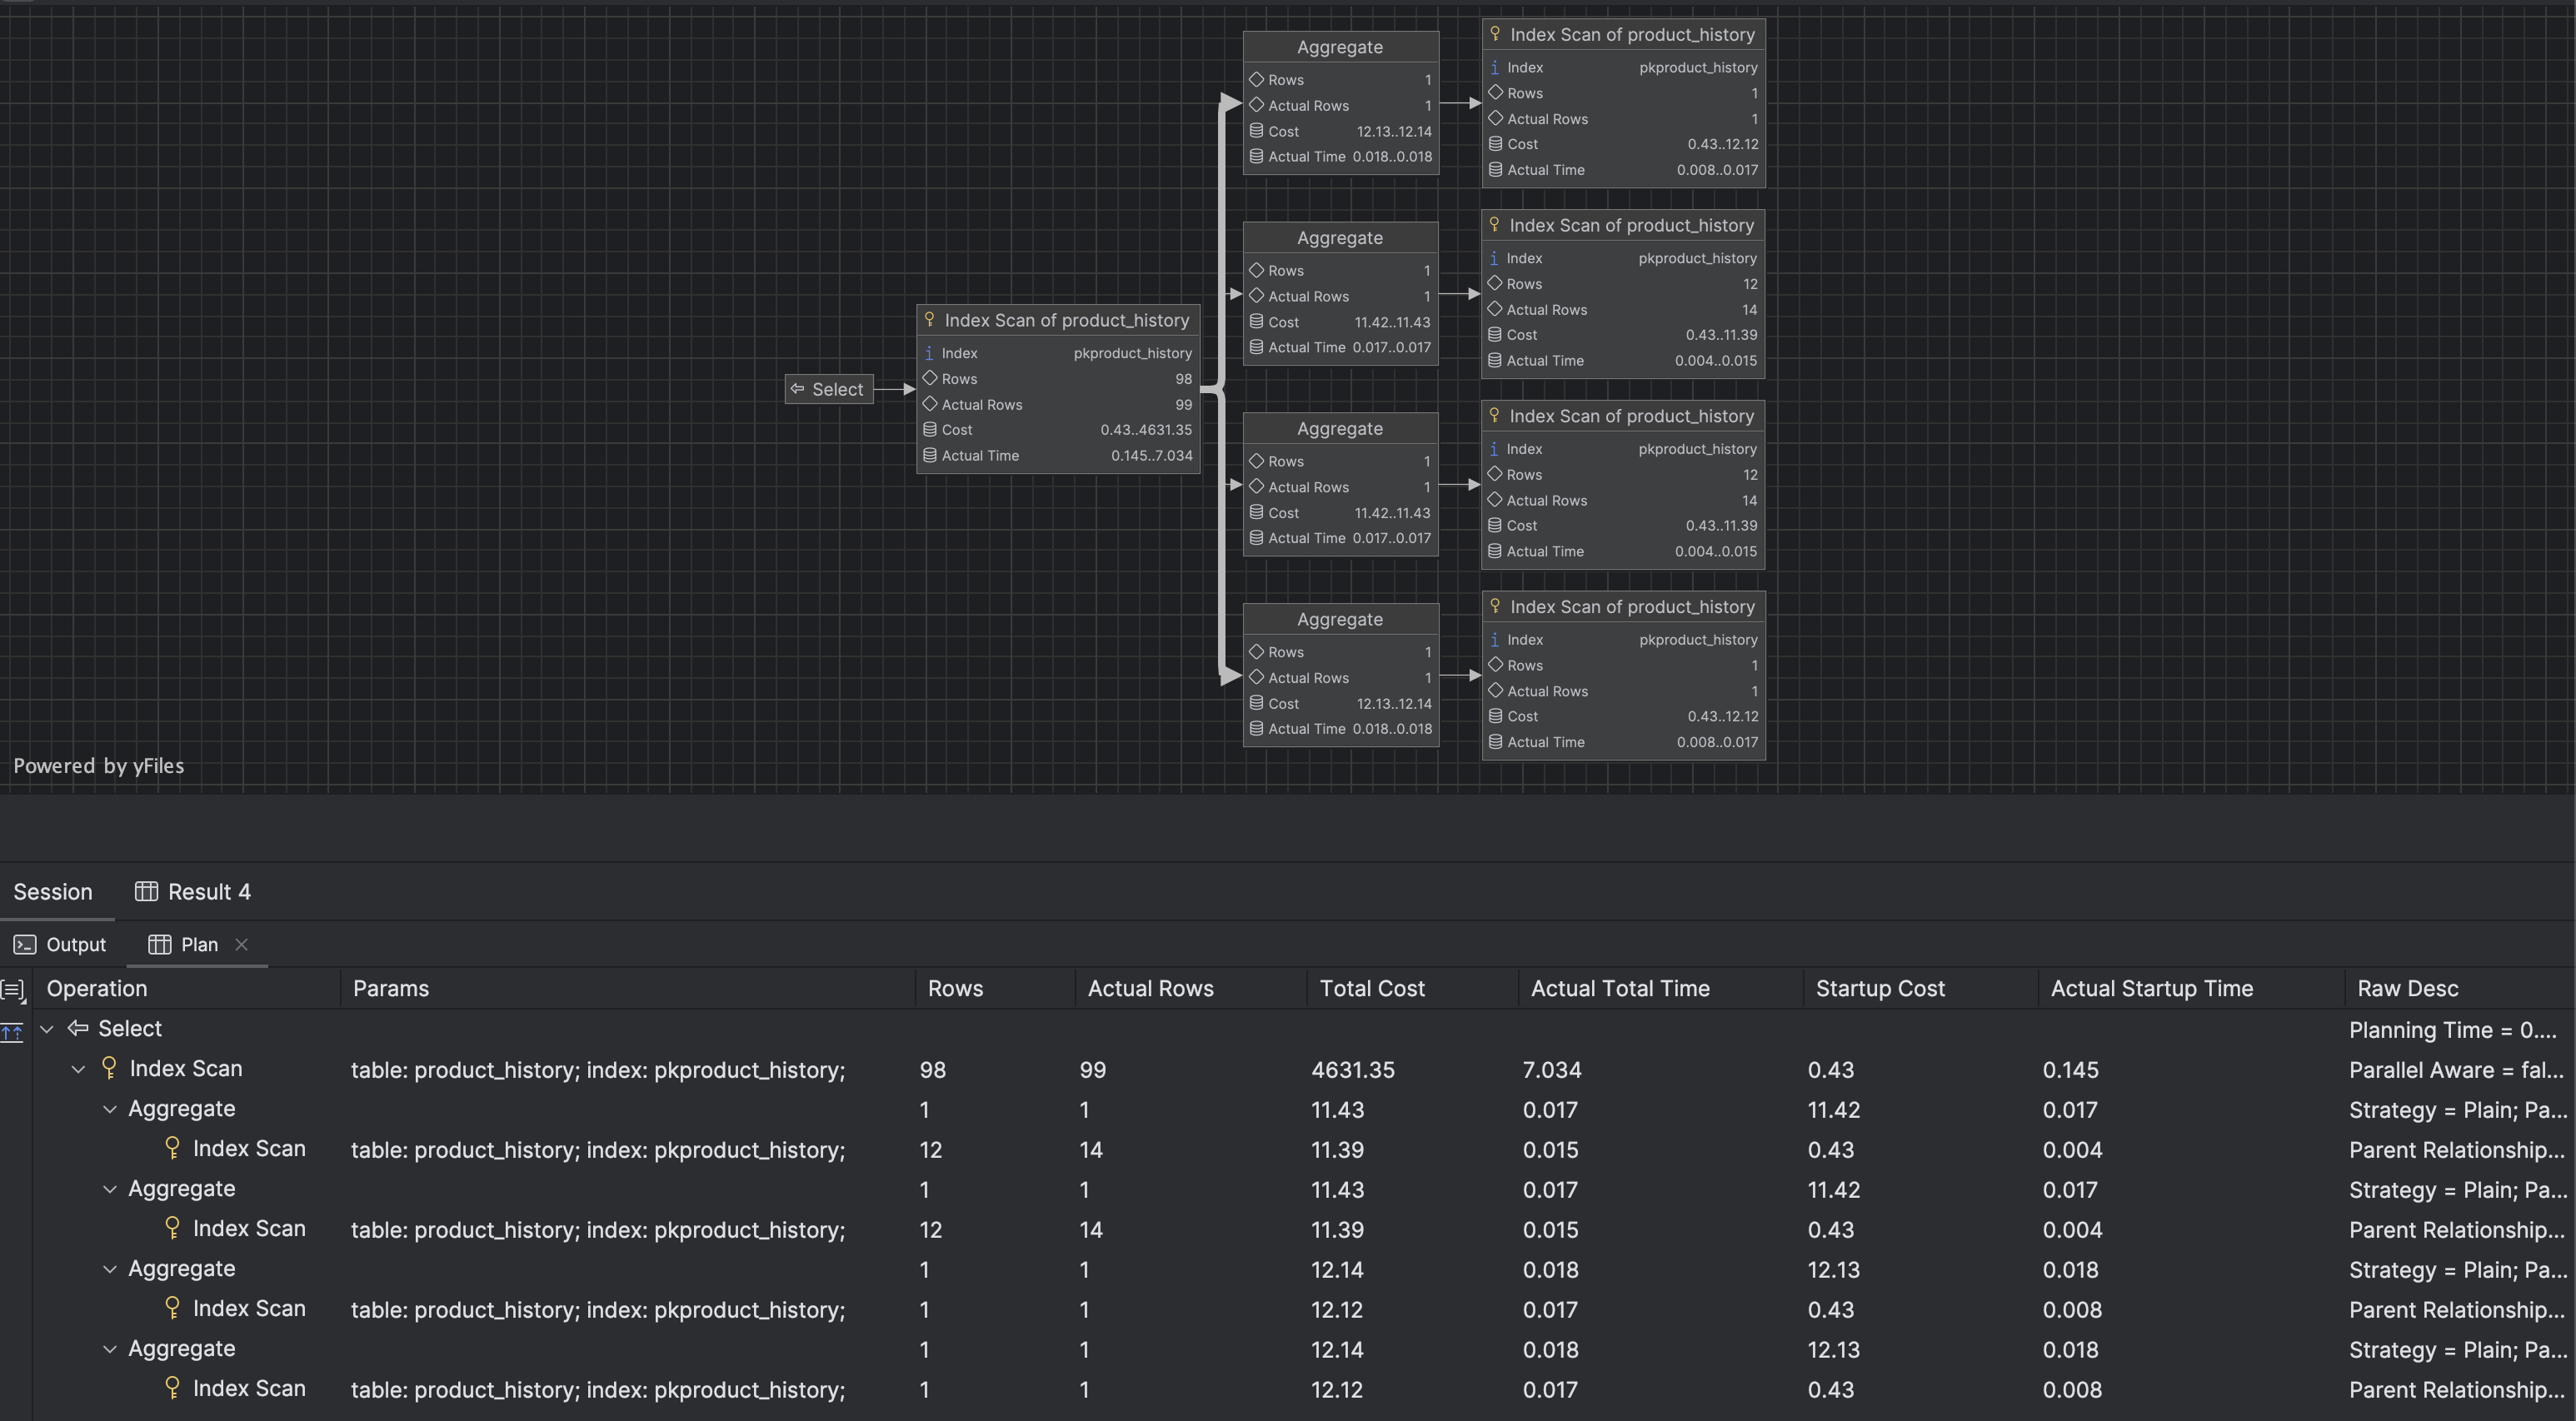 Aggregate
Rows 1
Actual Rows 1
Cost 12.13..12.14
Actual Time 0.018..0.018
Index Scan of product_history
Index pkproduct_history
Rows 1
Actual Rows 1
Cost 0.43..12.12
Actual Time 0.008..0.017
Aggregate
Rows 1
Actual Rows 1
Cost 11.42..11.43
Actual Time 0.017..0.017
Index Scan of product_history
Index pkproduct_history
Rows 12
Actual Rows 14
Cost 0.43..11.39
Actual Time 0.004..0.015
Select
Index Scan of product_history
Index pkproduct_history
Rows 98
Actual Rows 99
Cost 0.43..4631.35
Actual Time 0.145..7.034
Aggregate
Rows 1
Actual Rows 1
Cost 11.42..11.43
Actual Time 0.017..0.017
Index Scan of product_history
Index pkproduct_history
Rows 12
Actual Rows 14
Cost 0.43..11.39
Actual Time 0.004..0.015
Aggregate
Rows 1
Actual Rows 1
Cost 12.13..12.14
Actual Time 0.018..0.018
Index Scan of product_history
Index pkproduct_history
Rows 1
Actual Rows 1
Cost 0.43..12.12
Actual Time 0.008..0.017
Powered by yFiles
Session Result 4
Output Plan
Operation Params Rows Actual Rows Total Cost Actual Total Time Startup Cost Actual Startup Time Raw Desc
Select Planning Time = 0....
Index Scan table: product_history; index: pkproduct_history; 98 99 4631.35 7.034 0.43 0.145 Parallel Aware = fal...
Aggregate 1 1 11.43 0.017 11.42 0.017 Strategy = Plain; Pa...
Index Scan table: product_history; index: pkproduct_history; 12 14 11.39 0.015 0.43 0.004 Parent Relationship...
Aggregate 1 1 11.43 0.017 11.42 0.017 Strategy = Plain; Pa...
Index Scan table: product_history; index: pkproduct_history; 12 14 11.39 0.015 0.43 0.004 Parent Relationship...
Aggregate 1 1 12.14 0.018 12.13 0.018 Strategy = Plain; Pa...
Index Scan table: product_history; index: pkproduct_history; 1 1 12.12 0.017 0.43 0.008 Parent Relationship...
Aggregate 1 1 12.14 0.018 12.13 0.018 Strategy = Plain; Pa...
Index Scan table: product_history; index: pkproduct_history; 1 1 12.12 0.017 0.43 0.008 Parent Relationship...